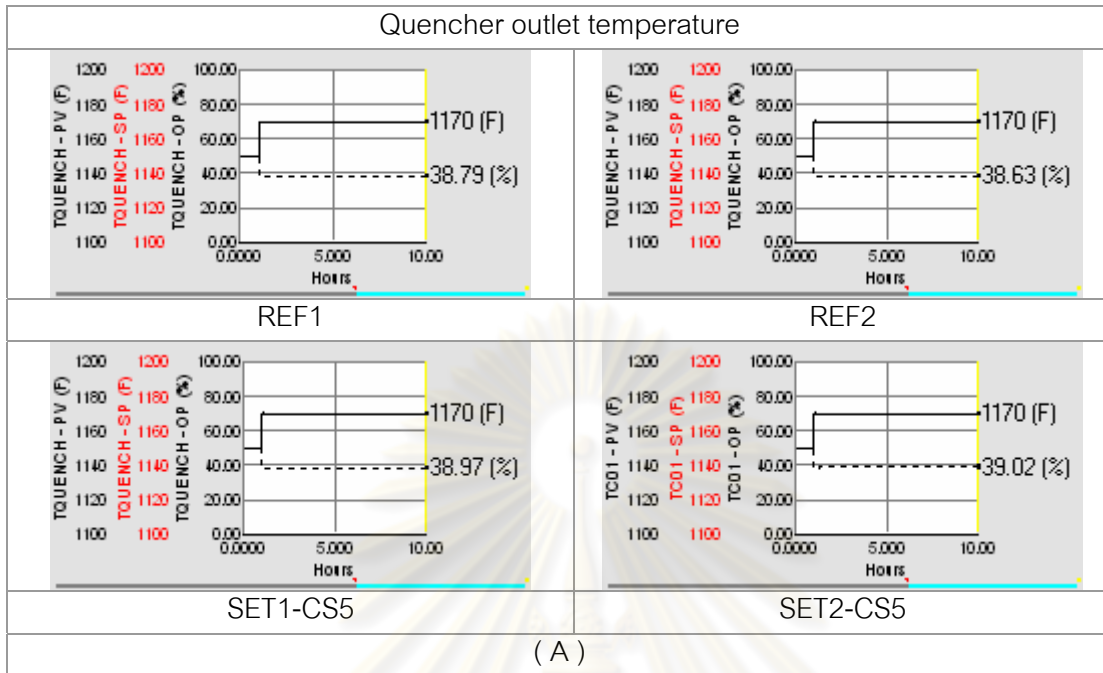 Quencher outlet temperature
TQUENCH - PV (F)
1200
1180
1160
1140
1120
1100
TQUENCH - SP (F)
1200
1180
1160
1140
1120
1100
TQUENCH - OP (%)
100.00
80.00
60.00
40.00
20.00
0.00
1170 (F)
38.79 (%)
0.0000 5.000 10.00
Hours
REF1
TQUENCH - PV (F)
1200
1180
1160
1140
1120
1100
TQUENCH - SP (F)
1200
1180
1160
1140
1120
1100
TQUENCH - OP (%)
100.00
80.00
60.00
40.00
20.00
0.00
1170 (F)
38.63 (%)
0.0000 5.000 10.00
Hours
REF2
TQUENCH - PV (F)
1200
1180
1160
1140
1120
1100
TQUENCH - SP (F)
1200
1180
1160
1140
1120
1100
TQUENCH - OP (%)
100.00
80.00
60.00
40.00
20.00
0.00
1170 (F)
38.97 (%)
0.0000 5.000 10.00
Hours
SET1-CS5
TC01 - PV (F)
1200
1180
1160
1140
1120
1100
TC01 - SP (F)
1200
1180
1160
1140
1120
1100
TC01 - OP (%)
100.00
80.00
60.00
40.00
20.00
0.00
1170 (F)
39.02 (%)
0.0000 5.000 10.00
Hours
SET2-CS5
( A )